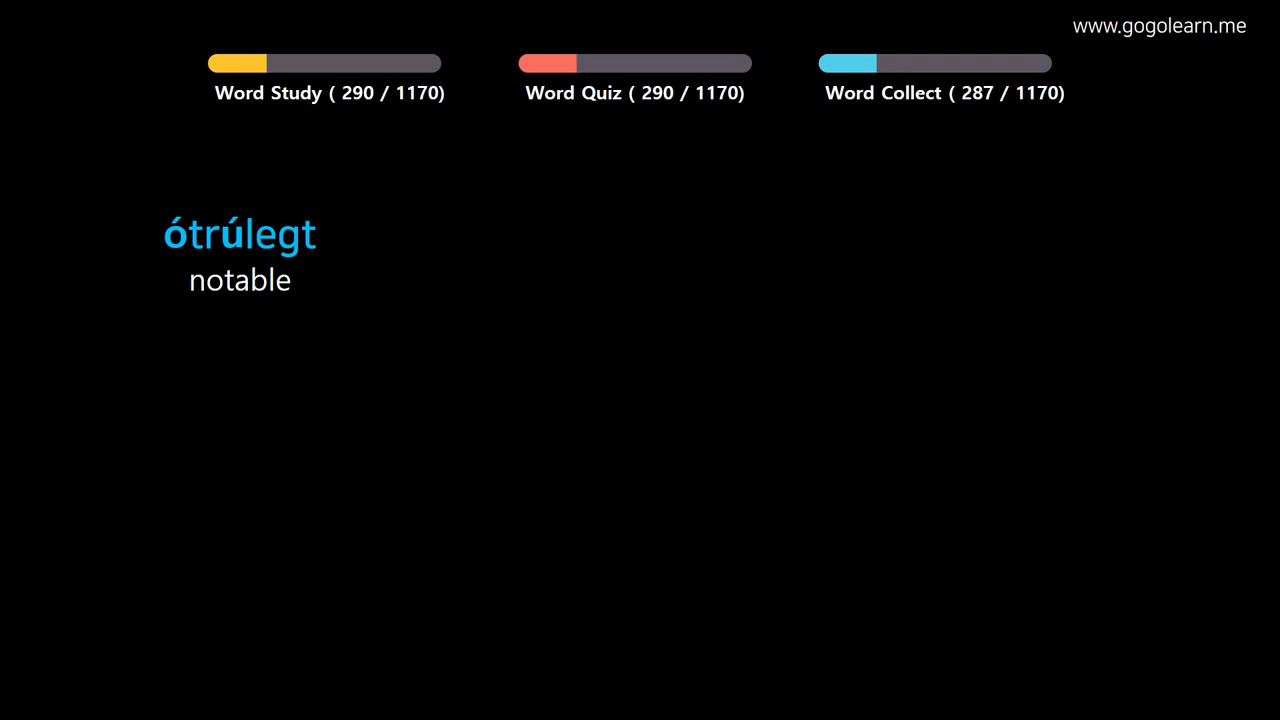 www.gogolearn.me
Word Study ( 290 / 1170)
Word Quiz ( 290 / 1170)
Word Collect ( 287 / 1170)
ótrúlegt
notable